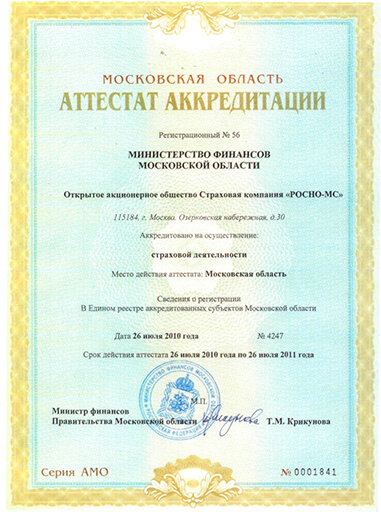 МОСКОВСКАЯ ОБЛАСТЬ
АТТЕСТАТ АККРЕДИТАЦИИ
Регистрационный № 56
МИНИСТЕРСТВО ФИНАНСОВ
МОСКОВСКОЙ ОБЛАСТИ
Открытое акционерное общество Страховая компания «РОСНО-МС»
115184, г. Москва, Озерковская набережная, д.30
Аккредитовано на осуществление:
страховой деятельности
Место действия аттестата: Московская область
Сведения о регистрации
В Едином реестре аккредитованных субъектов Московской области
Дата 26 июля 2010 года № 4247
Срок действия аттестата 26 июля 2010 года по 26 июля 2011 года
М.П.
Министр финансов
Правительства Московской области Т.М. Крикунова
Серия АМО № 0001841